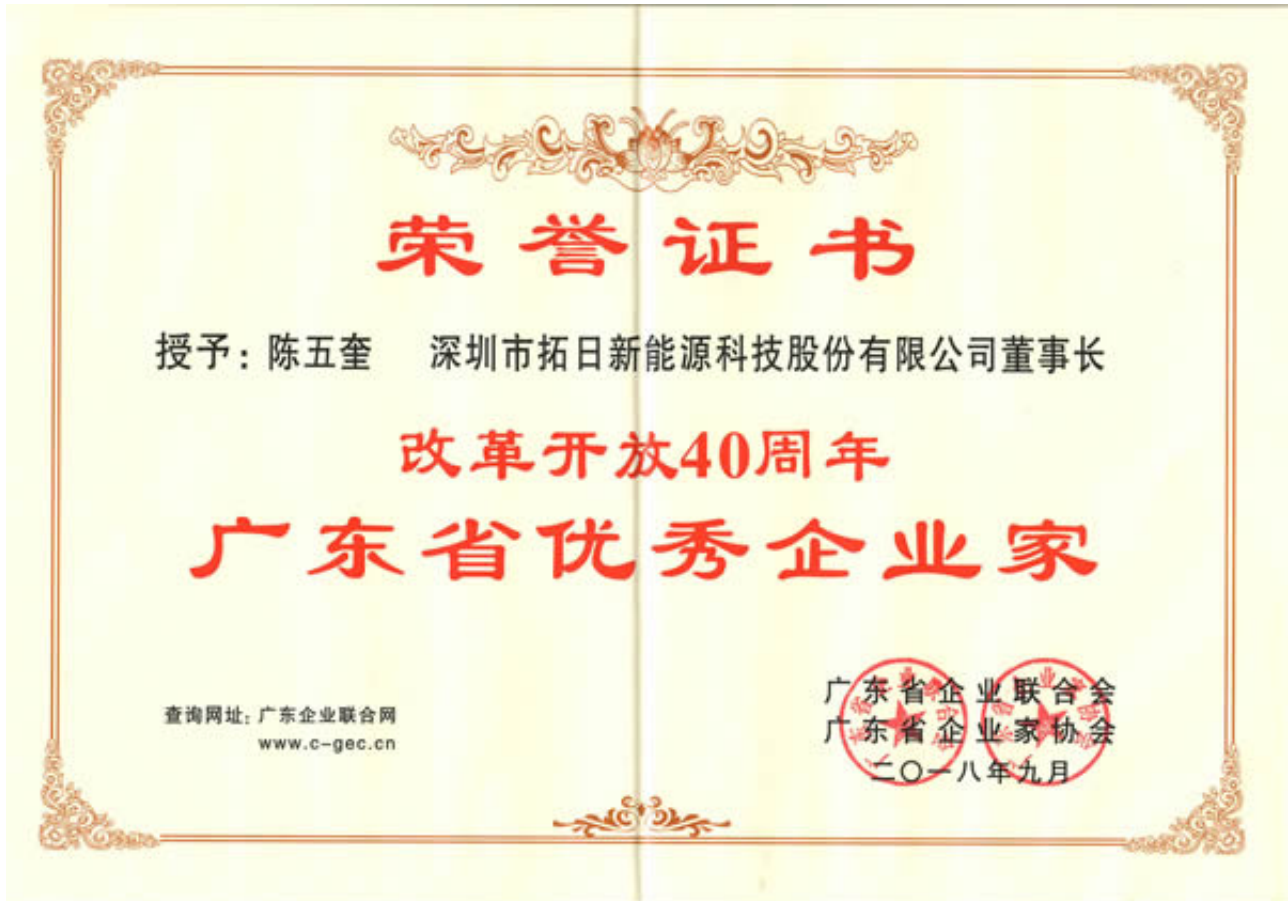 荣誉证书
授予：陈五奎 深圳市拓日新能源科技股份有限公司董事长
改革开放40周年
广东省优秀企业家
查询网址：广东企业联合网
www.c-gec.cn
广东省企业联合会
广东省企业家协会
二〇一八年九月